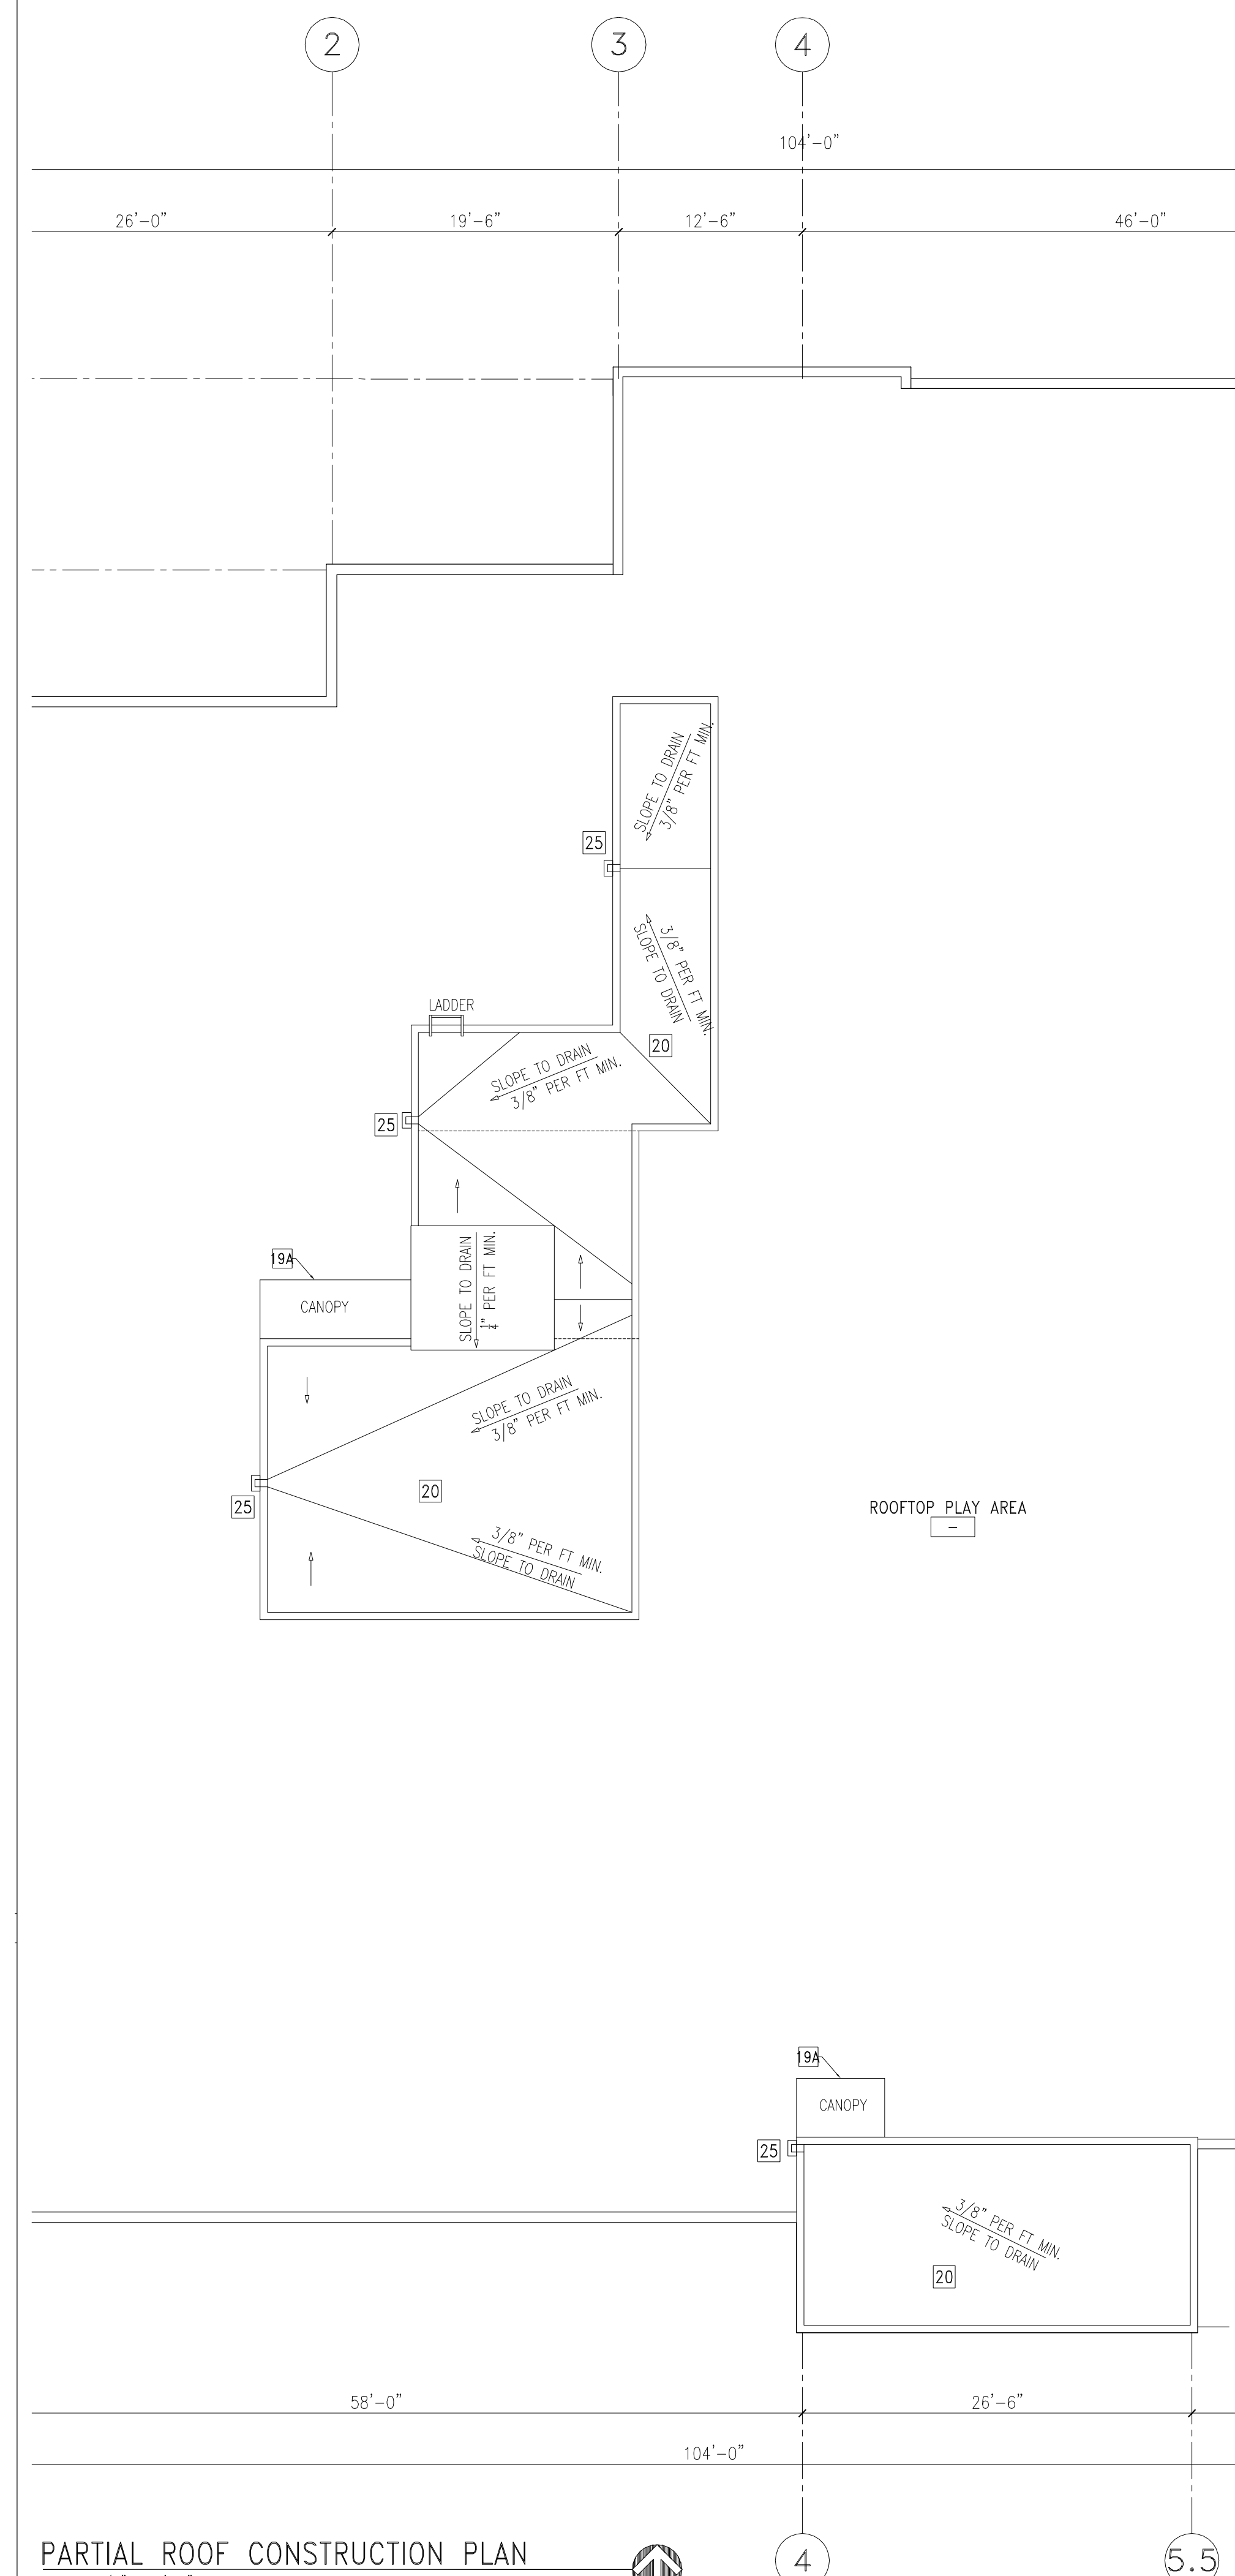 2
3
4
104'-0"
26'-0"
19'-6"
12'-6"
46'-0"
SLOPE TO DRAIN
3/8" PER FT MIN.
25
3/8" PER FT MIN.
SLOPE TO DRAIN
LADDER
20
SLOPE TO DRAIN
3/8" PER FT MIN.
25
SLOPE TO DRAIN
1/4" PER FT MIN.
19A
CANOPY
SLOPE TO DRAIN
3/8" PER FT MIN.
20
25
ROOFTOP PLAY AREA
-
3/8" PER FT MIN.
SLOPE TO DRAIN
19A
CANOPY
25
3/8" PER FT MIN.
SLOPE TO DRAIN
20
58'-0"
26'-6"
104'-0"
PARTIAL ROOF CONSTRUCTION PLAN
4
5.5